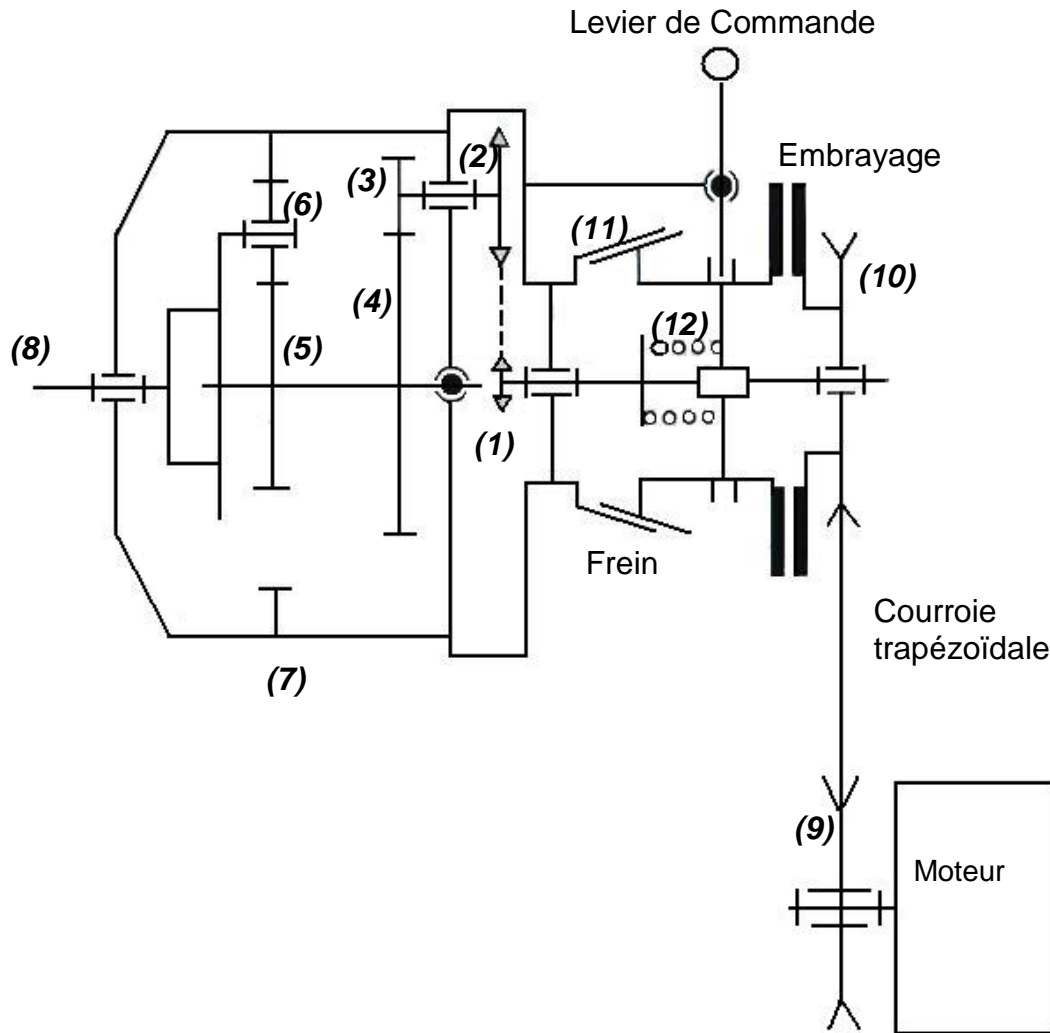 Levier de Commande
Embrayage
(2)
(3)
(6)
(11)
(10)
(4)
(12)
(8)
(5)
(1)
Frein
Courroie
trapézoïdale
(7)
(9)
Moteur